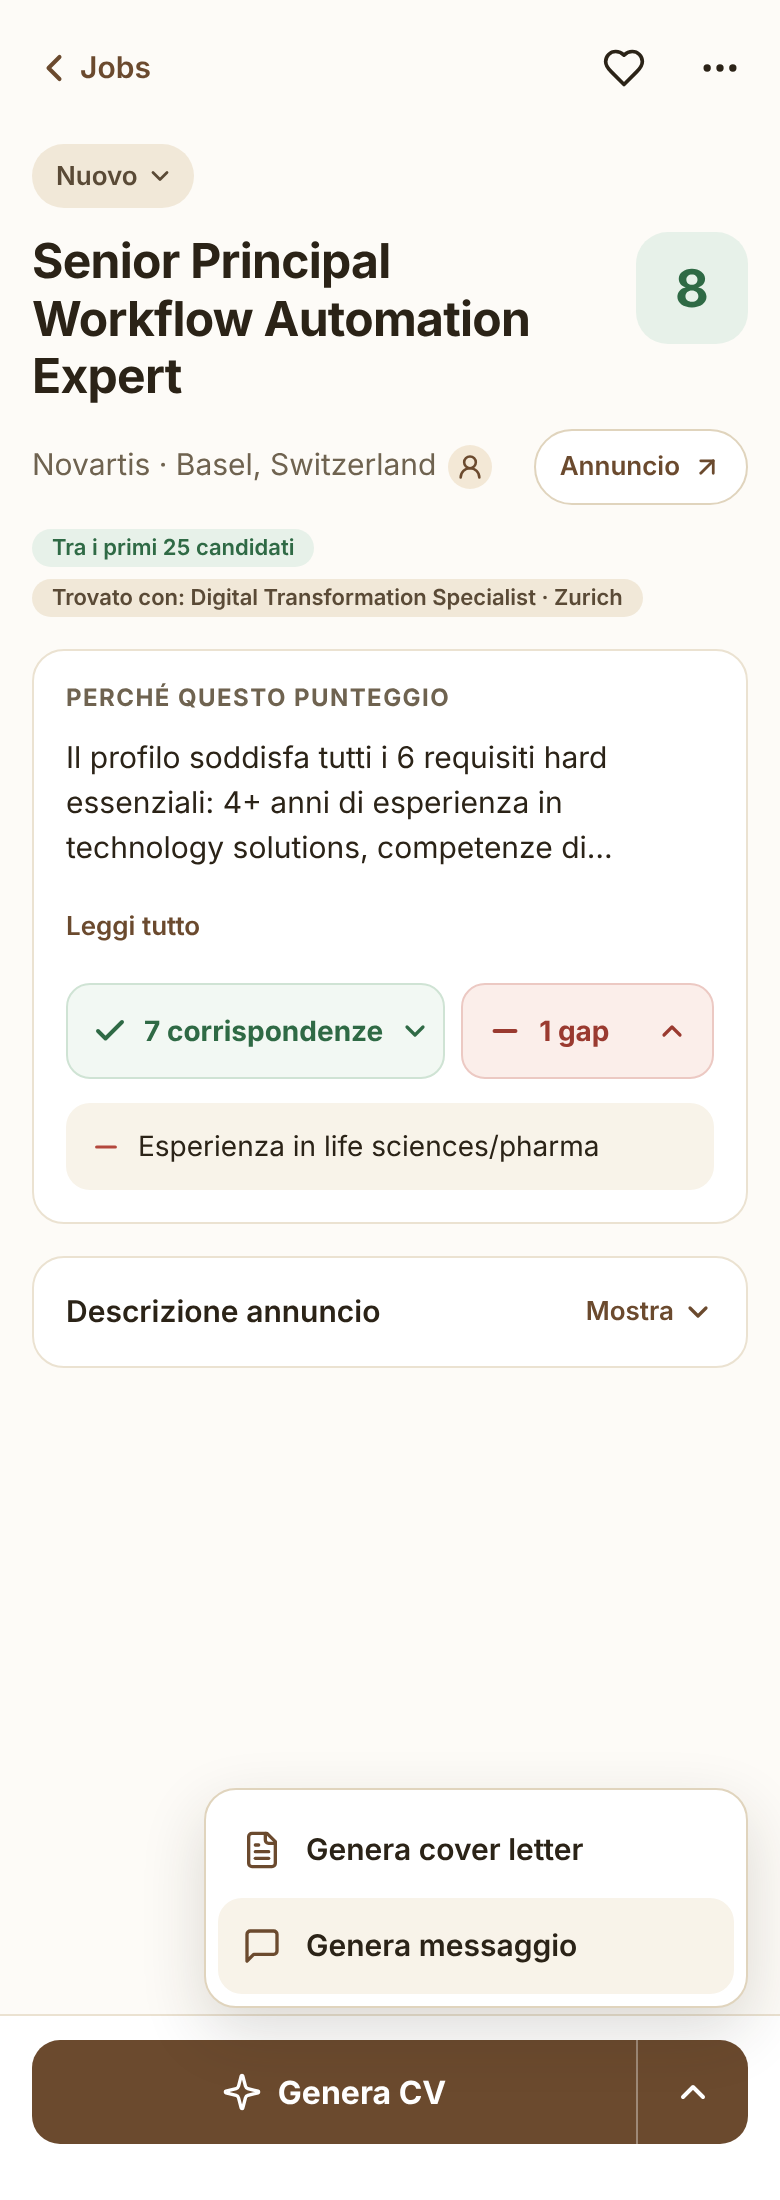 Jobs
Nuovo
Senior Principal
Workflow Automation
Expert
8
Novartis · Basel, Switzerland
Annuncio
Tra i primi 25 candidati
Trovato con: Digital Transformation Specialist · Zurich
PERCHÉ QUESTO PUNTEGGIO
Il profilo soddisfa tutti i 6 requisiti hard
essenziali: 4+ anni di esperienza in
technology solutions, competenze di...
Leggi tutto
7 corrispondenze
1 gap
Esperienza in life sciences/pharma
Descrizione annuncio
Mostra
Genera cover letter
Genera messaggio
Genera CV